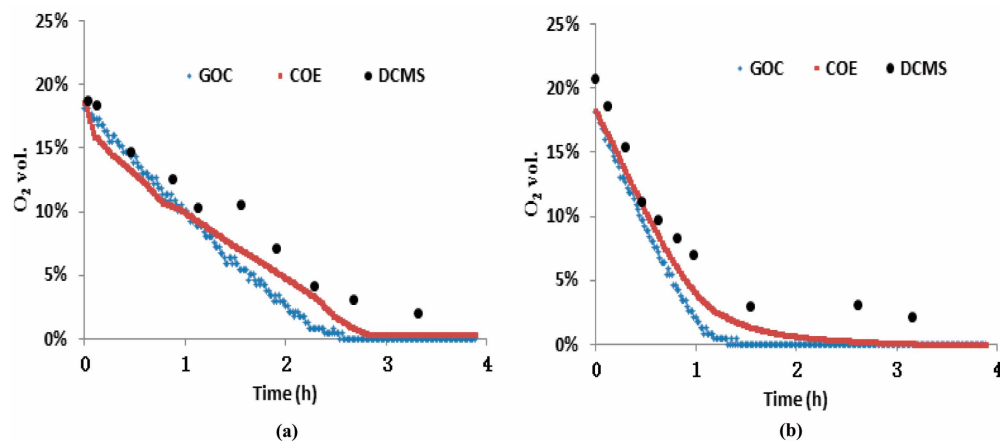 25%
GOC COE DCMS
20%
15%
O₂ vol.
10%
5%
0%
0 1 2 3 4
Time (h)
(a)
25%
GOC COE DCMS
20%
15%
O₂ vol.
10%
5%
0%
0 1 2 3 4
Time (h)
(b)